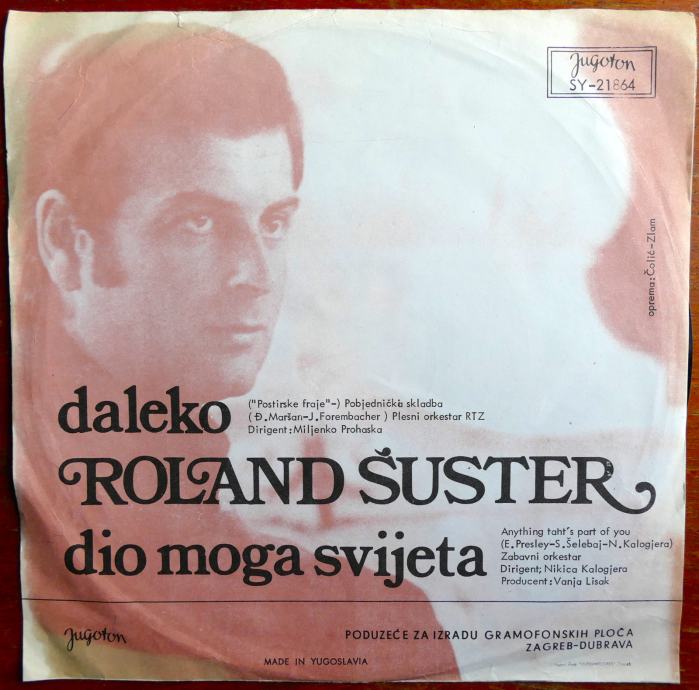 Jugoton
SY-21864
oprema:Čolić-Zlam
daleko
("Postirske fraje"-) Pobjednička skladba
(Đ.Maršan-J.Forembacher) Plesni orkestar RTZ
Dirigent:Miljenko Prohaska
ROLAND ŠUSTER
dio moga svijeta
Anything taht's part of you
(E.Presley-S.Šelebaj-N.Kalogjera)
Zabavni orkestar
Dirigent; Nikica Kalogjera
Producent:Vanja Lisak
Jugoton
PODUZEĆE ZA IZRADU GRAMOFONSKIH PLOČA
ZAGREB-DUBRAVA
MADE IN YUGOSLAVIA